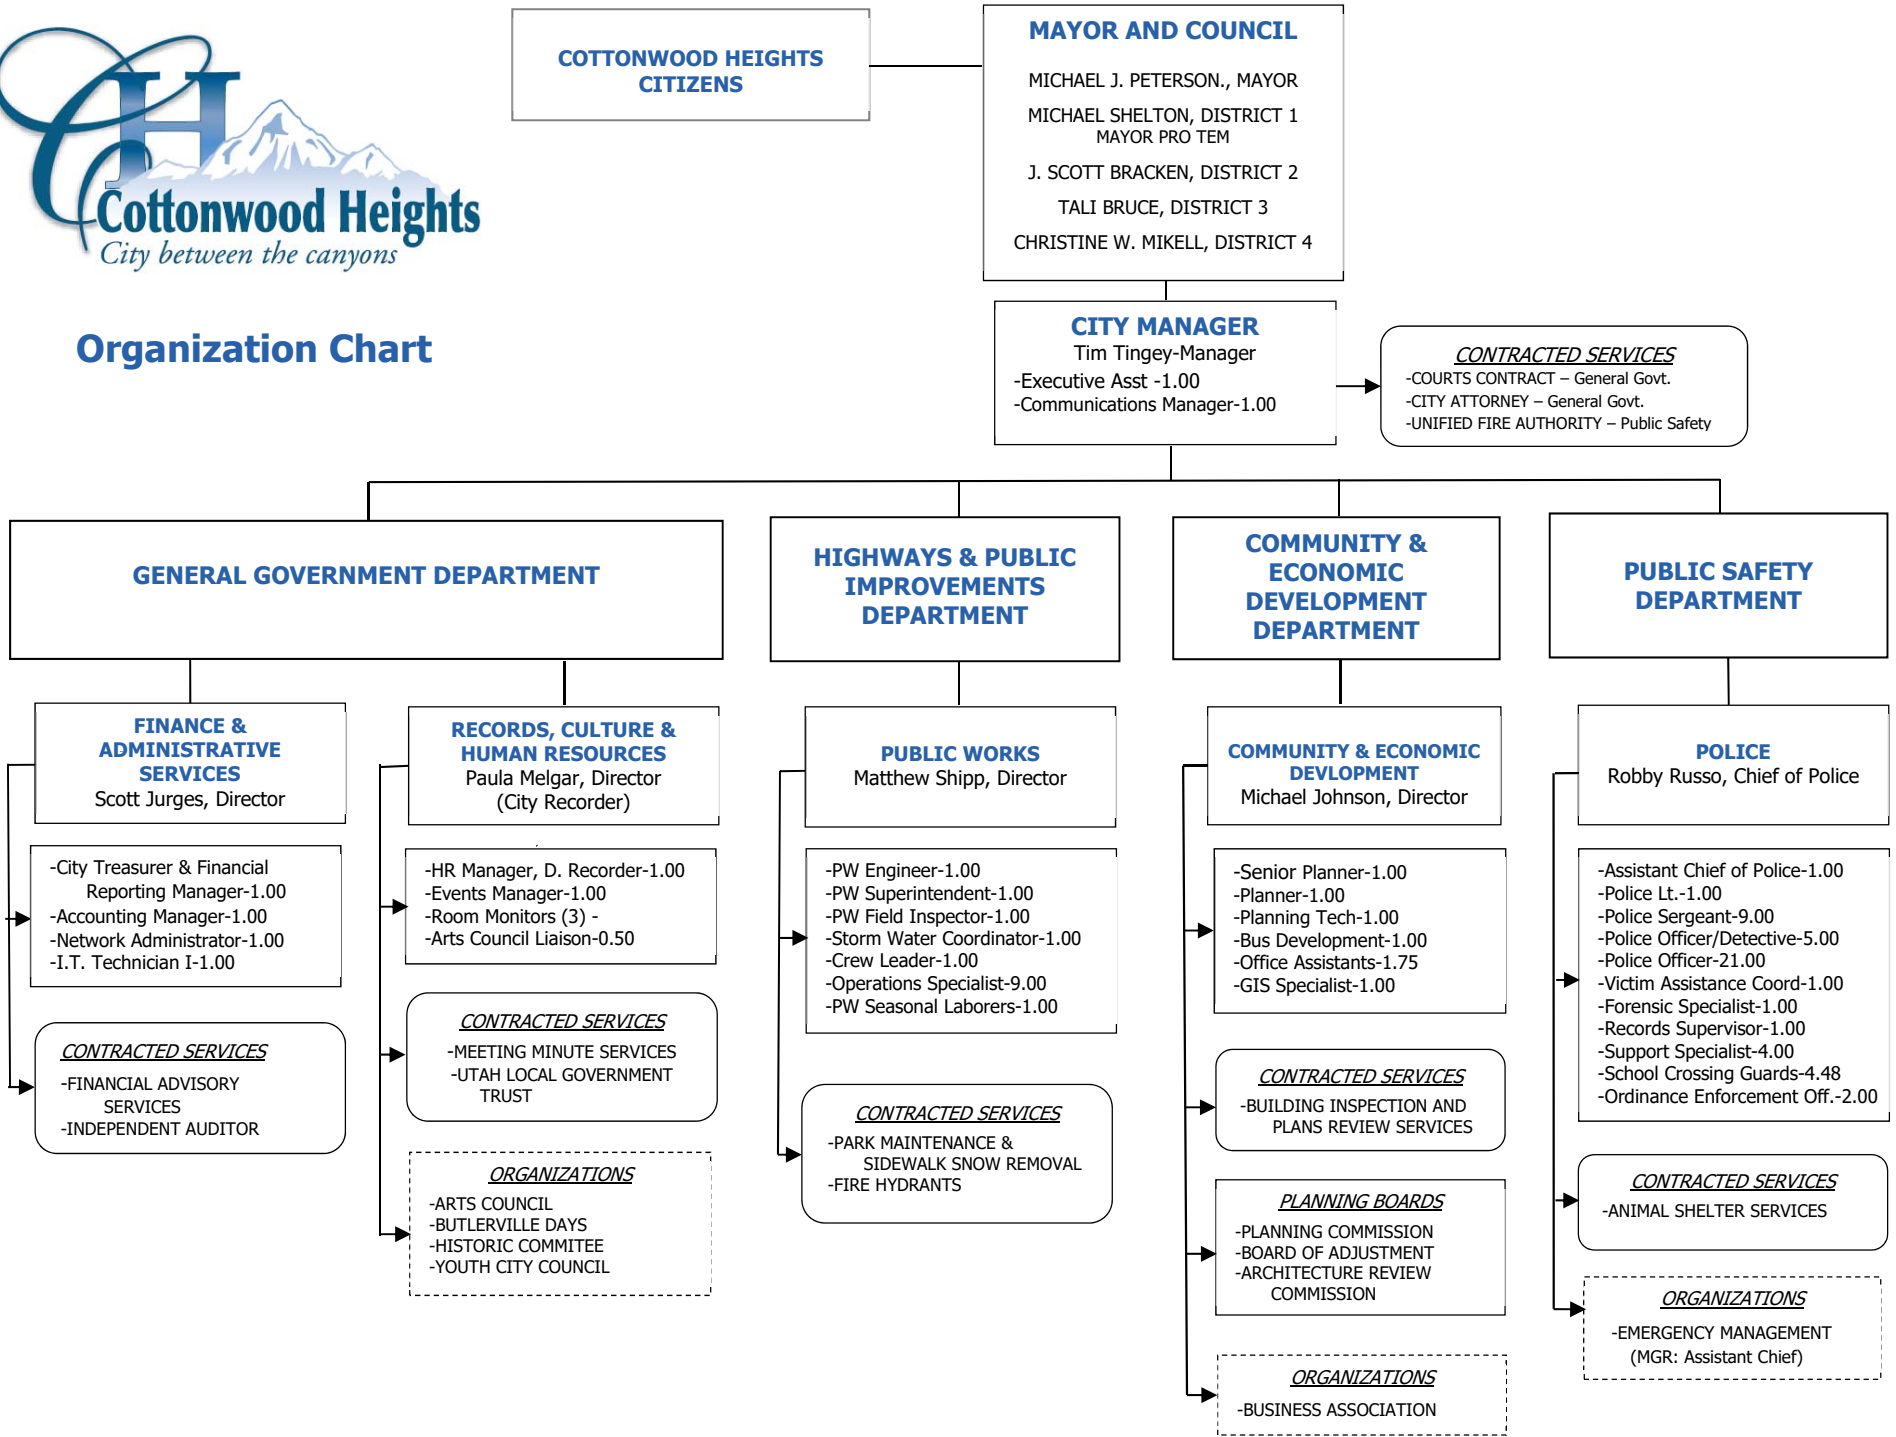 CH
Cottonwood Heights
City between the canyons
Organization Chart
COTTONWOOD HEIGHTS
CITIZENS
MAYOR AND COUNCIL
MICHAEL J. PETERSON., MAYOR
MICHAEL SHELTON, DISTRICT 1
MAYOR PRO TEM
J. SCOTT BRACKEN, DISTRICT 2
TALI BRUCE, DISTRICT 3
CHRISTINE W. MIKELL, DISTRICT 4
CITY MANAGER
Tim Tingey-Manager
-Executive Asst -1.00
-Communications Manager-1.00
CONTRACTED SERVICES
-COURTS CONTRACT – General Govt.
-CITY ATTORNEY – General Govt.
-UNIFIED FIRE AUTHORITY – Public Safety
GENERAL GOVERNMENT DEPARTMENT
HIGHWAYS & PUBLIC
IMPROVEMENTS
DEPARTMENT
COMMUNITY &
ECONOMIC
DEVELOPMENT
DEPARTMENT
PUBLIC SAFETY
DEPARTMENT
FINANCE &
ADMINISTRATIVE
SERVICES
Scott Jurges, Director
-City Treasurer & Financial
Reporting Manager-1.00
-Accounting Manager-1.00
-Network Administrator-1.00
-I.T. Technician I-1.00
CONTRACTED SERVICES
-FINANCIAL ADVISORY
SERVICES
-INDEPENDENT AUDITOR
RECORDS, CULTURE &
HUMAN RESOURCES
Paula Melgar, Director
(City Recorder)
-HR Manager, D. Recorder-1.00
-Events Manager-1.00
-Room Monitors (3) -
-Arts Council Liaison-0.50
CONTRACTED SERVICES
-MEETING MINUTE SERVICES
-UTAH LOCAL GOVERNMENT
TRUST
ORGANIZATIONS
-ARTS COUNCIL
-BUTLERVILLE DAYS
-HISTORIC COMMITEE
-YOUTH CITY COUNCIL
PUBLIC WORKS
Matthew Shipp, Director
-PW Engineer-1.00
-PW Superintendent-1.00
-PW Field Inspector-1.00
-Storm Water Coordinator-1.00
-Crew Leader-1.00
-Operations Specialist-9.00
-PW Seasonal Laborers-1.00
CONTRACTED SERVICES
-PARK MAINTENANCE &
SIDEWALK SNOW REMOVAL
-FIRE HYDRANTS
COMMUNITY & ECONOMIC
DEVLOPMENT
Michael Johnson, Director
-Senior Planner-1.00
-Planner-1.00
-Planning Tech-1.00
-Bus Development-1.00
-Office Assistants-1.75
-GIS Specialist-1.00
CONTRACTED SERVICES
-BUILDING INSPECTION AND
PLANS REVIEW SERVICES
PLANNING BOARDS
-PLANNING COMMISSION
-BOARD OF ADJUSTMENT
-ARCHITECTURE REVIEW
COMMISSION
ORGANIZATIONS
-BUSINESS ASSOCIATION
POLICE
Robby Russo, Chief of Police
-Assistant Chief of Police-1.00
-Police Lt.-1.00
-Police Sergeant-9.00
-Police Officer/Detective-5.00
-Police Officer-21.00
-Victim Assistance Coord-1.00
-Forensic Specialist-1.00
-Records Supervisor-1.00
-Support Specialist-4.00
-School Crossing Guards-4.48
-Ordinance Enforcement Off.-2.00
CONTRACTED SERVICES
-ANIMAL SHELTER SERVICES
ORGANIZATIONS
-EMERGENCY MANAGEMENT
(MGR: Assistant Chief)